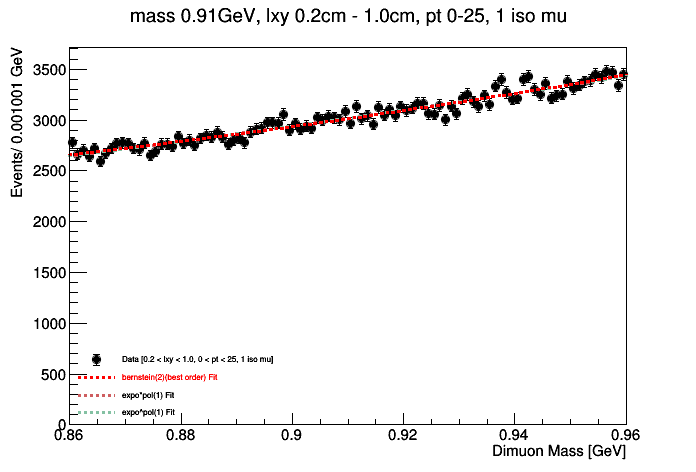 mass 0.91GeV, lxy 0.2cm - 1.0cm, pt 0-25, 1 iso mu
Events/ 0.001001 GeV
3500
3000
2500
2000
1500
1000
500
0
Data [0.2 < lxy < 1.0, 0 < pt < 25, 1 iso mu]
bernstein(2)(best order) Fit
expo*pol(1) Fit
expo^pol(1) Fit
0.86 0.88 0.9 0.92 0.94 0.96
Dimuon Mass [GeV]